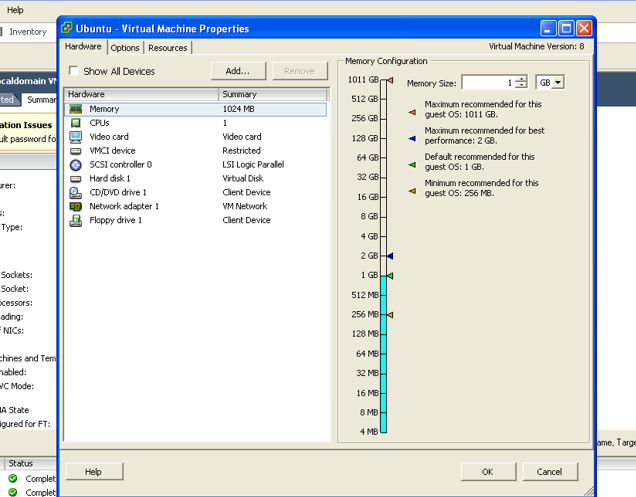 Help
Inventory
Ubuntu - Virtual Machine Properties
Hardware Options Resources
Virtual Machine Version: 8
Show All Devices
Add...
Remove
Hardware Summary
Memory 1024 MB
CPUs 1
Video card Video card
VMCI device Restricted
SCSI controller 0 LSI Logic Parallel
Hard disk 1 Virtual Disk
CD/DVD drive 1 Client Device
Network adapter 1 VM Network
Floppy drive 1 Client Device
Memory Configuration
Memory Size: 1 GB
1011 GB
512 GB
256 GB
128 GB
64 GB
32 GB
16 GB
8 GB
4 GB
2 GB
1 GB
512 MB
256 MB
128 MB
64 MB
32 MB
16 MB
8 MB
4 MB
Maximum recommended for this
guest OS: 1011 GB.
Maximum recommended for best
performance: 2 GB.
Default recommended for this
guest OS: 1 GB.
Minimum recommended for this
guest OS: 256 MB.
Help
OK
Cancel
caldomain VM
ted Summar
ation Issues
ult password fo
urer:
s:
Type:
Sockets:
Socket:
ocessors:
ading:
f NICs:
chines and Tem
nabled:
VC Mode:
HA State
igured for FT:
ame, Targe
Status
Complet
Complet